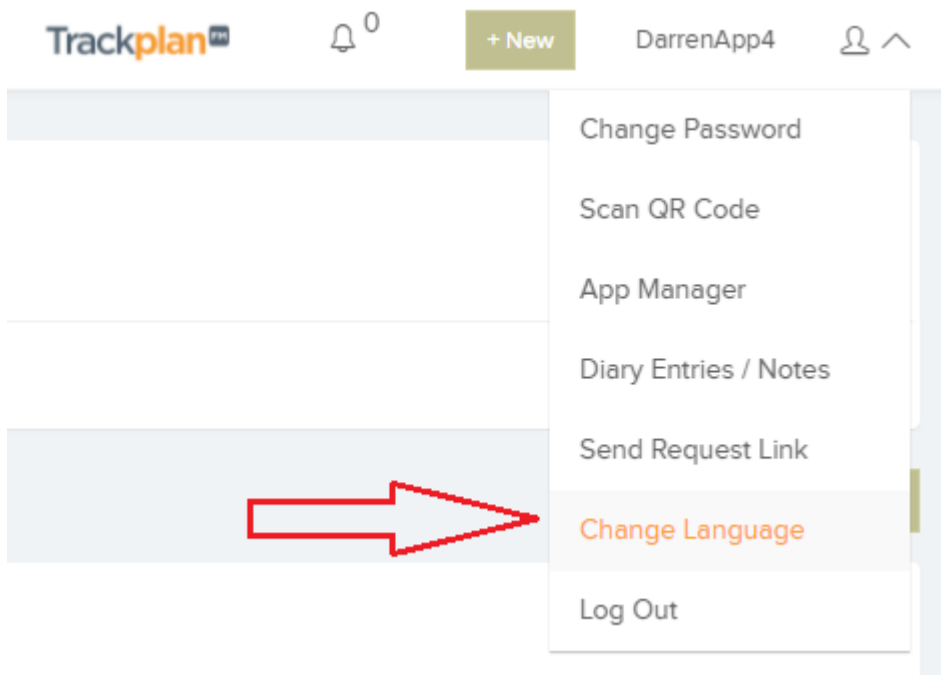 Trackplan FM
0
+ New
DarrenApp4
Change Password
Scan QR Code
App Manager
Diary Entries / Notes
Send Request Link
Change Language
Log Out